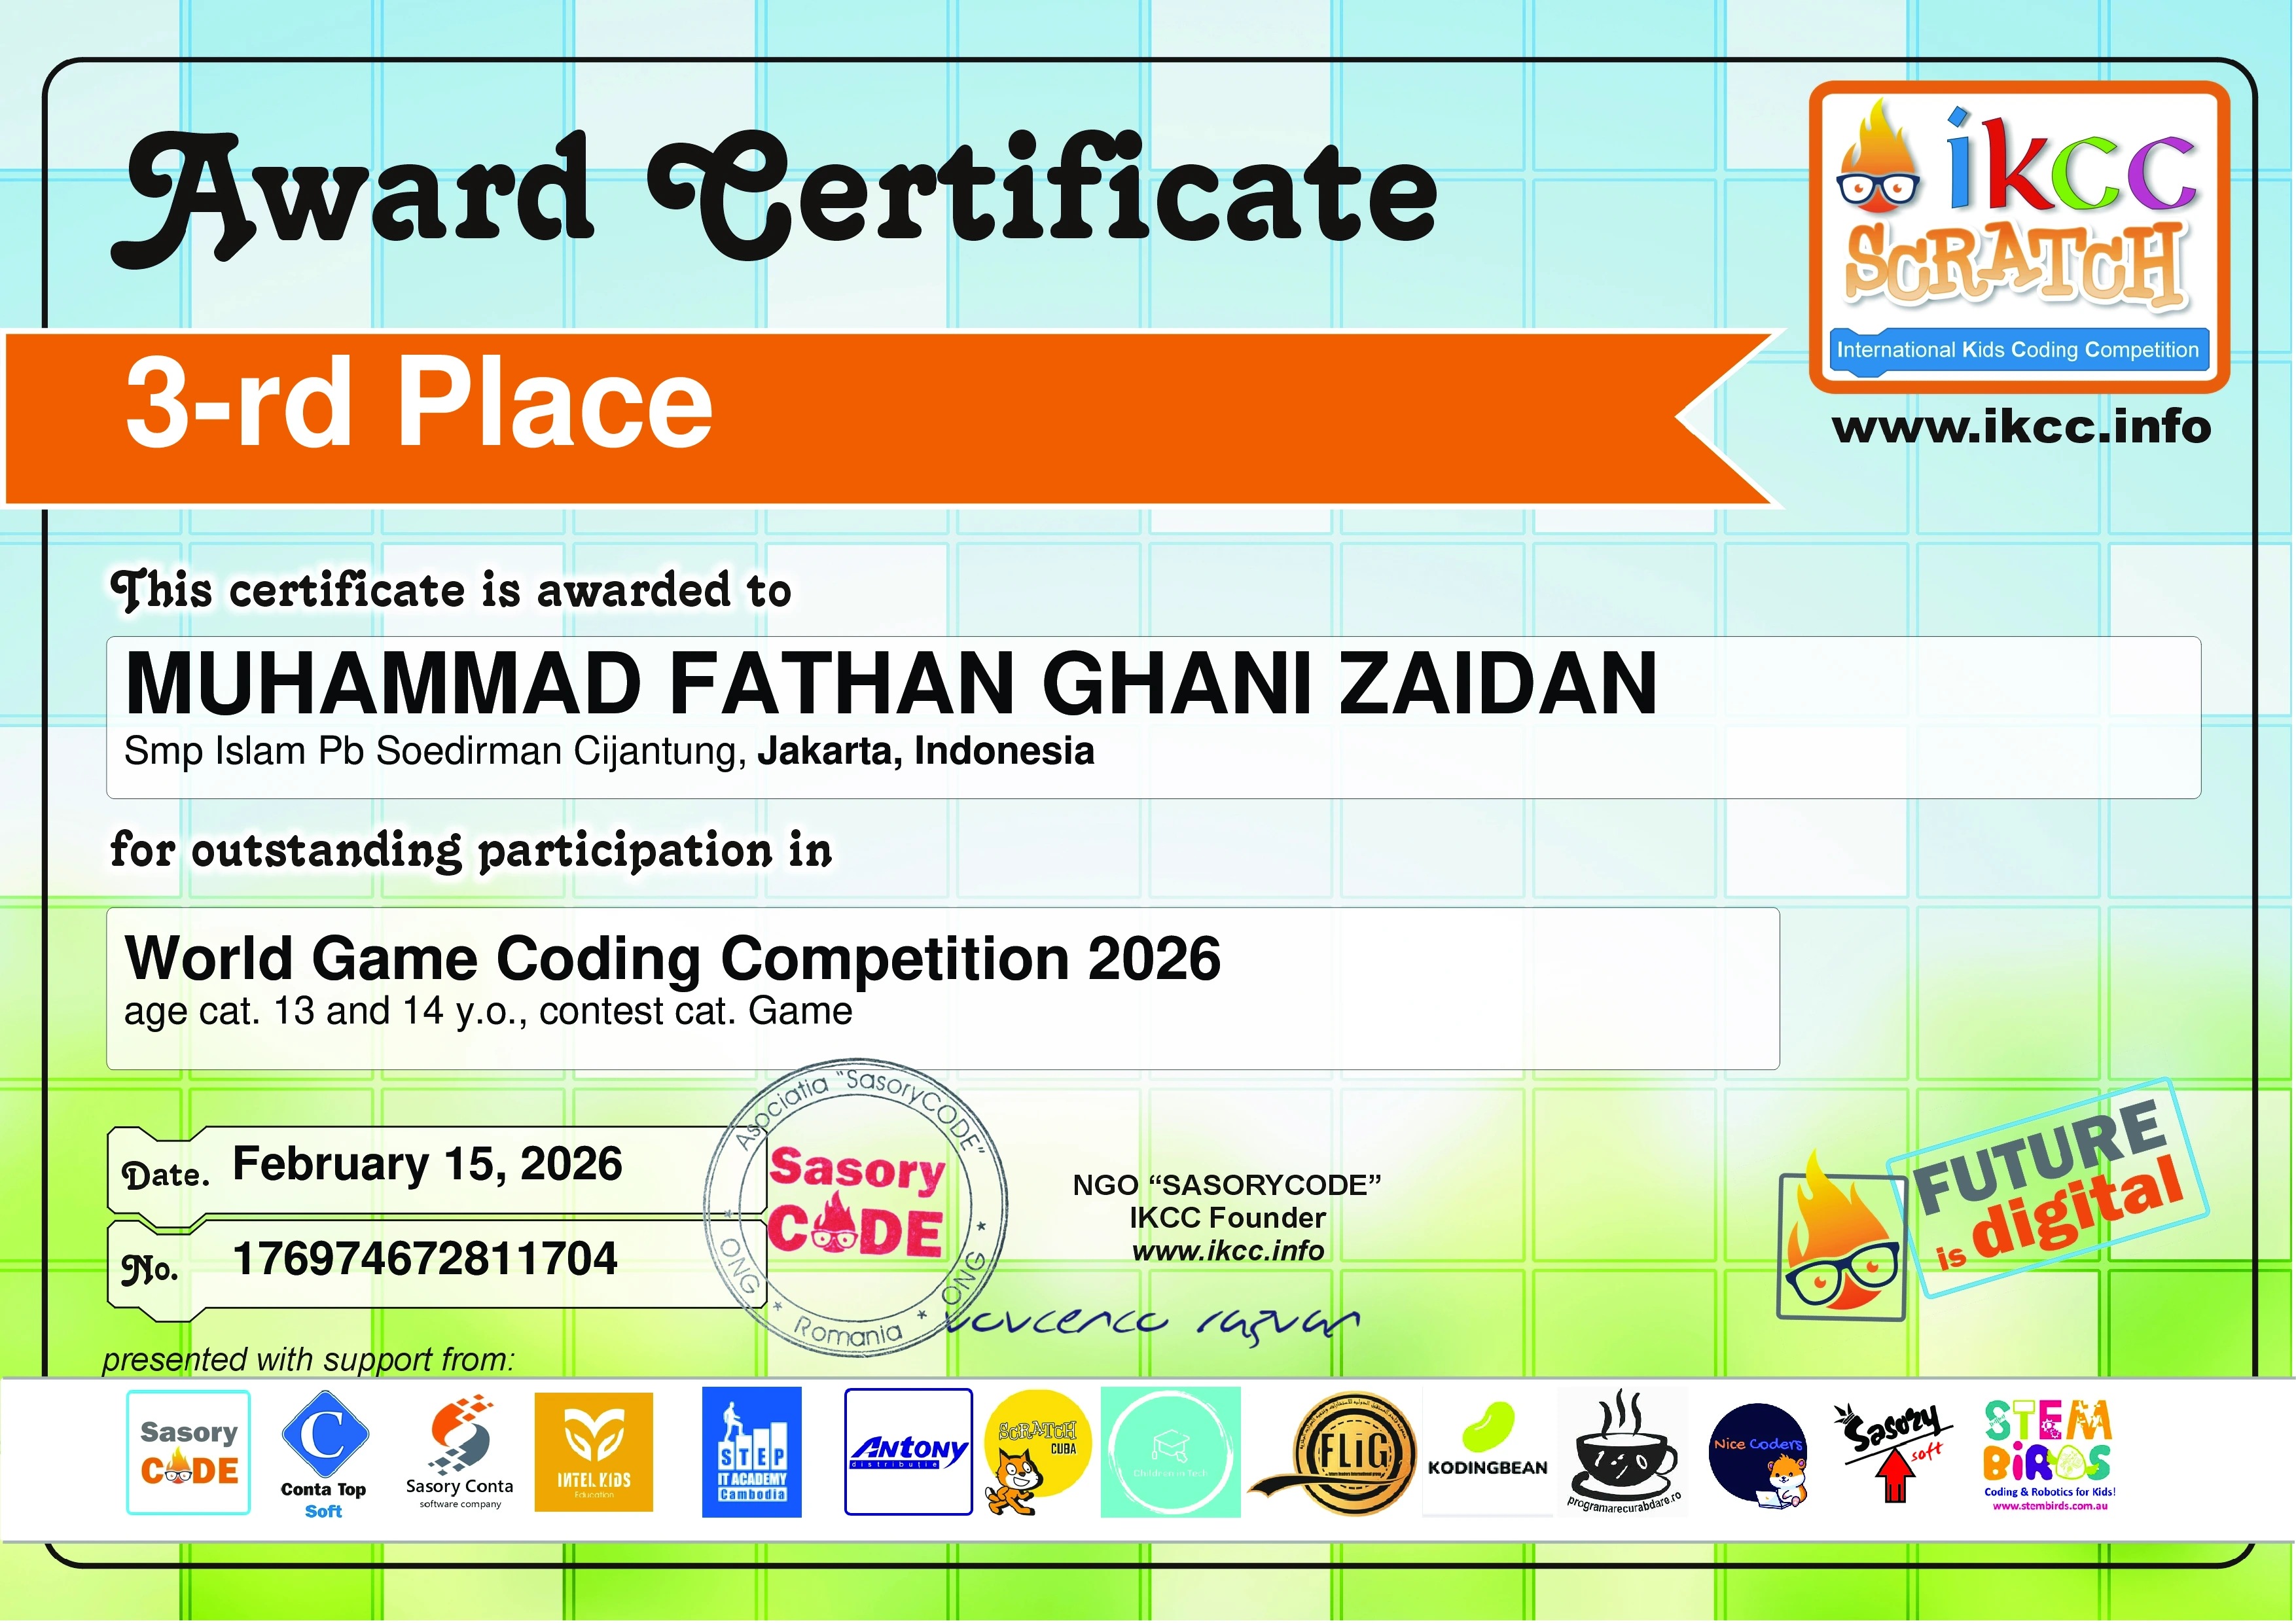 Award Certificate
ikcc
SCRATCH
International Kids Coding Competition
www.ikcc.info
3-rd Place
This certificate is awarded to
MUHAMMAD FATHAN GHANI ZAIDAN
Smp Islam Pb Soedirman Cijantung, Jakarta, Indonesia
for outstanding participation in
World Game Coding Competition 2026
age cat. 13 and 14 y.o., contest cat. Game
Date. February 15, 2026
No. 176974672811704
Asociatia "SasoryCODE"
Sasory
CODE
* ONG * Romania * ONG *
NGO “SASORYCODE”
IKCC Founder
www.ikcc.info
FUTURE
is digital
presented with support from:
Sasory
CODE
C
Conta Top
Soft
Sasory Conta
software company
INTEL KIDS
Education
STEP
IT ACADEMY
Cambodia
Antony
distributie
SCRATCH
CUBA
Children in Tech
FLiG
KODINGBEAN
programarecurabdare.ro
Nice Coders
Sasory
soft
STEM
BiRDS
Coding & Robotics for Kids!
www.stembirds.com.au